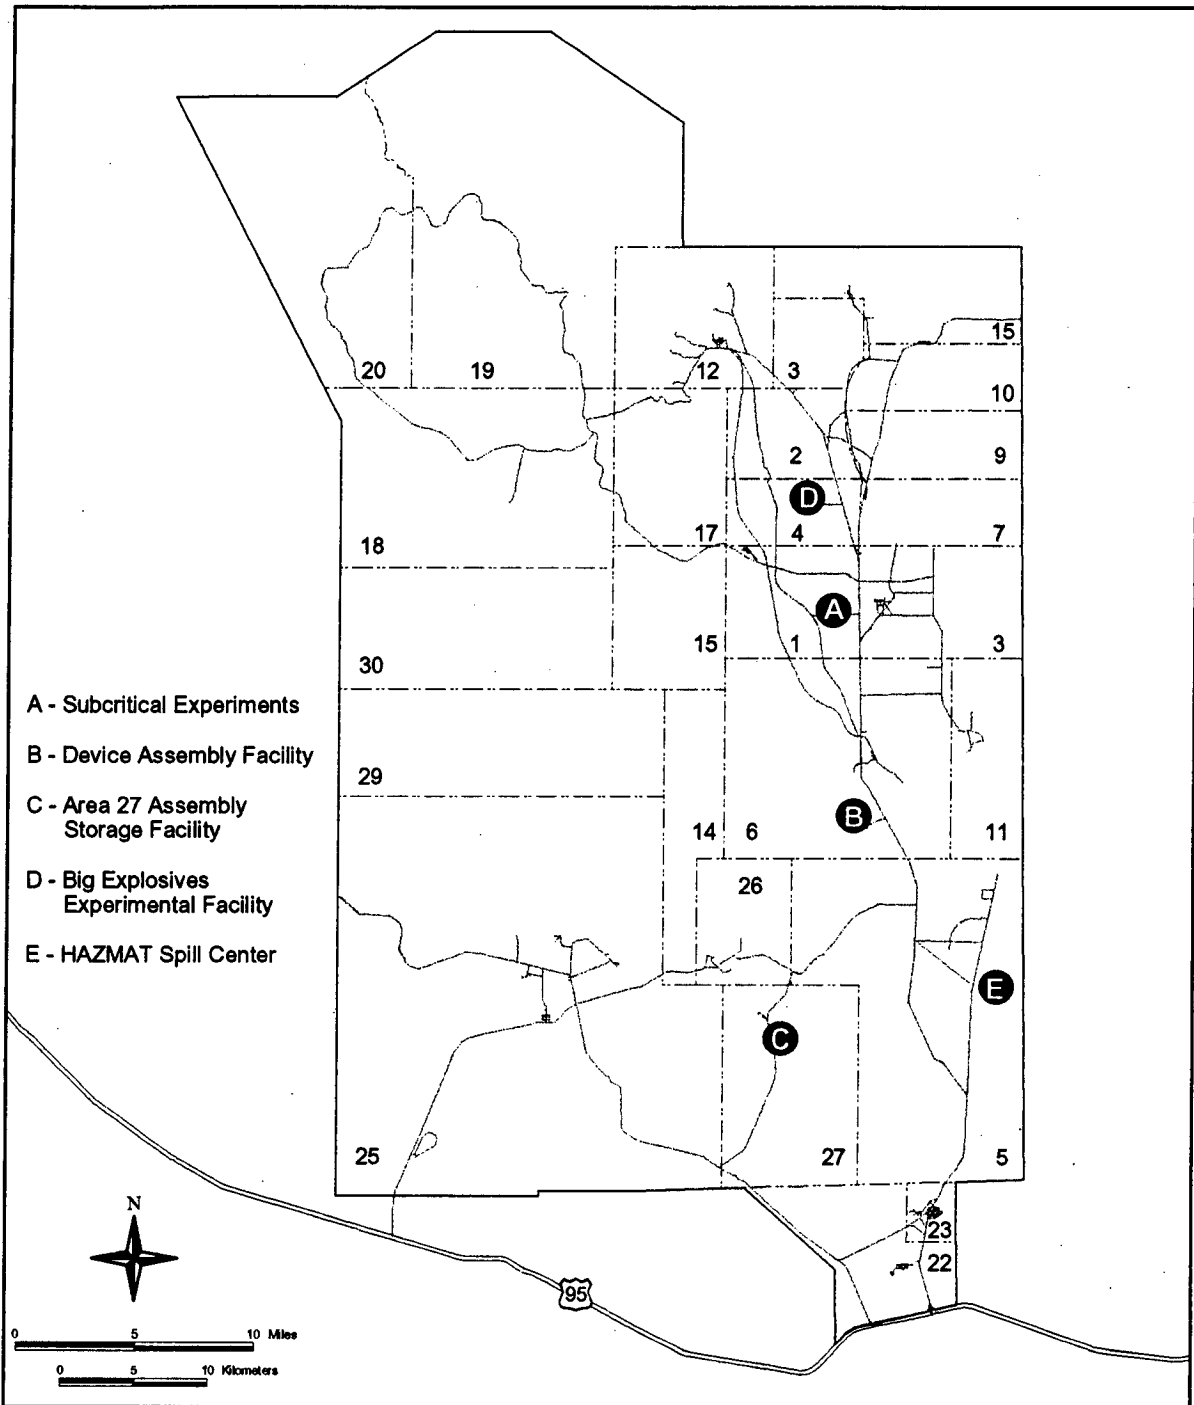 15
20
19
12
3
10
2
9
D
18
17
4
7
A
30
15
1
3
A - Subcritical Experiments
B - Device Assembly Facility
29
C - Area 27 Assembly
Storage Facility
B
14
6
11
D - Big Explosives
Experimental Facility
26
E - HAZMAT Spill Center
E
C
25
27
5
N
23
22
95
0 5 10 Miles
0 5 10 Kilometers